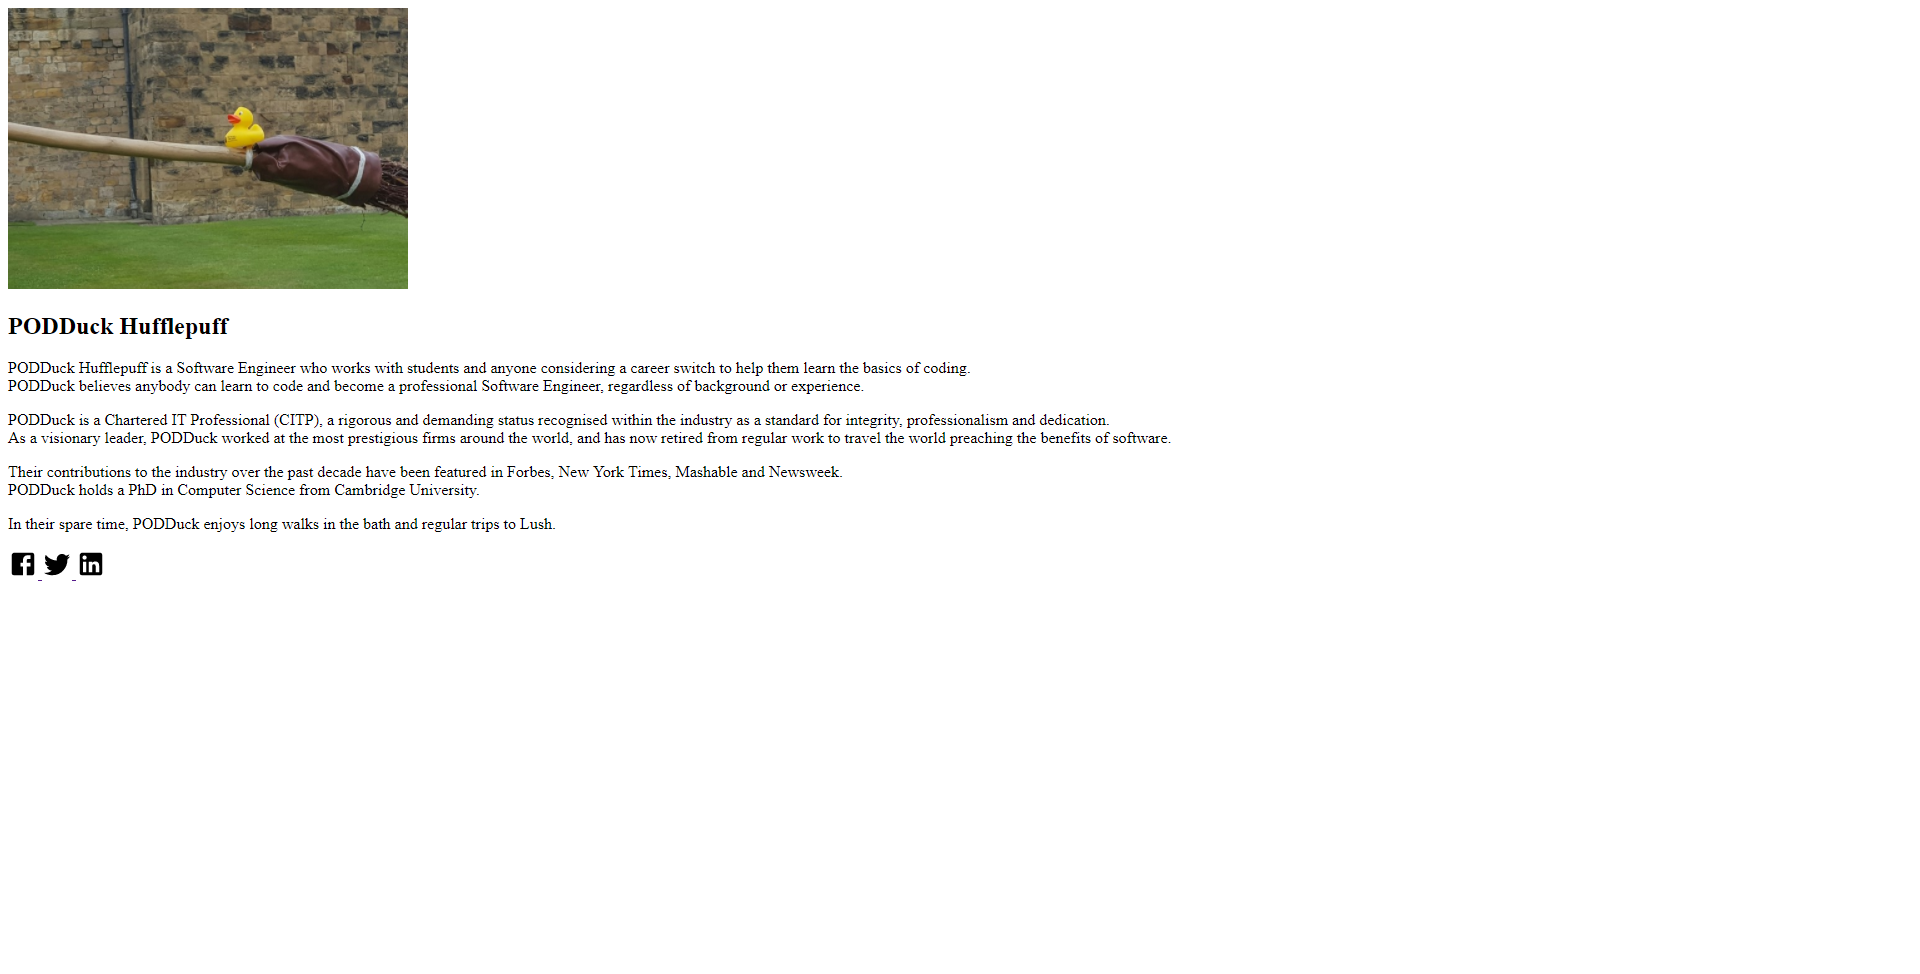 PODDuck Hufflepuff
PODDuck Hufflepuff is a Software Engineer who works with students and anyone considering a career switch to help them learn the basics of coding.
PODDuck believes anybody can learn to code and become a professional Software Engineer, regardless of background or experience.
PODDuck is a Chartered IT Professional (CITP), a rigorous and demanding status recognised within the industry as a standard for integrity, professionalism and dedication.
As a visionary leader, PODDuck worked at the most prestigious firms around the world, and has now retired from regular work to travel the world preaching the benefits of software.
Their contributions to the industry over the past decade have been featured in Forbes, New York Times, Mashable and Newsweek.
PODDuck holds a PhD in Computer Science from Cambridge University.
In their spare time, PODDuck enjoys long walks in the bath and regular trips to Lush.